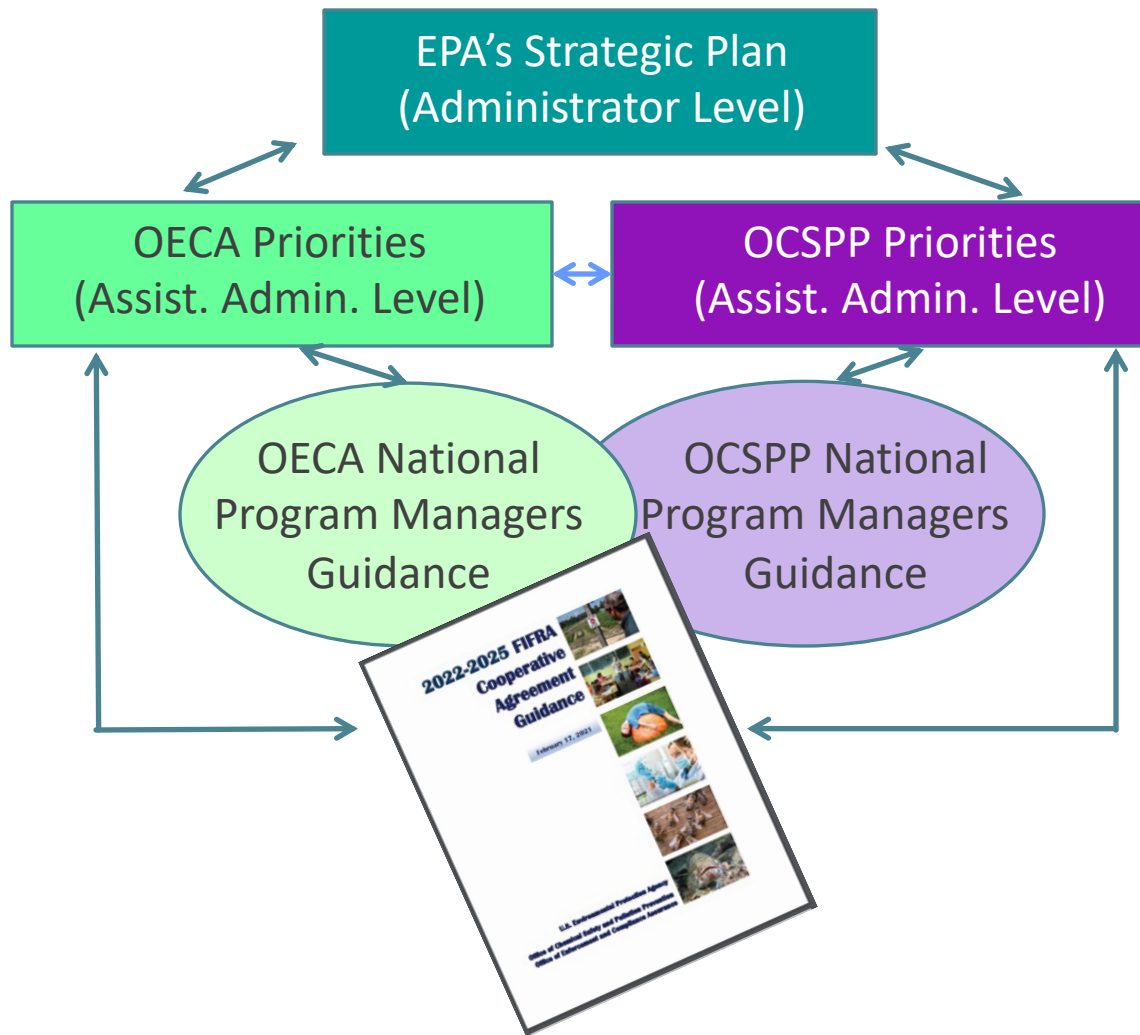 EPA’s Strategic Plan
(Administrator Level)
OECA Priorities
(Assist. Admin. Level)
OCSPP Priorities
(Assist. Admin. Level)
OECA National
Program Managers
Guidance
OCSPP National
Program Managers
Guidance
2022-2025 FIFRA
Cooperative
Agreement
Guidance
February 17, 2021
U.S. Environmental Protection Agency
Office of Chemical Safety and Pollution Prevention
Office of Enforcement and Compliance Assurance